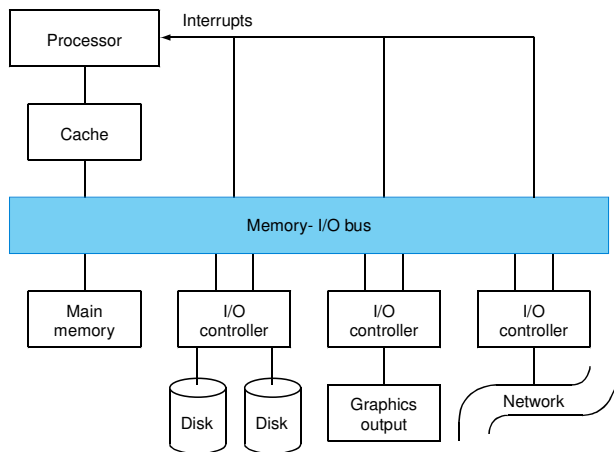 Interrupts
Processor
Cache
Memory- I/O bus
Main
memory
I/O
controller
I/O
controller
I/O
controller
Disk
Disk
Graphics
output
Network